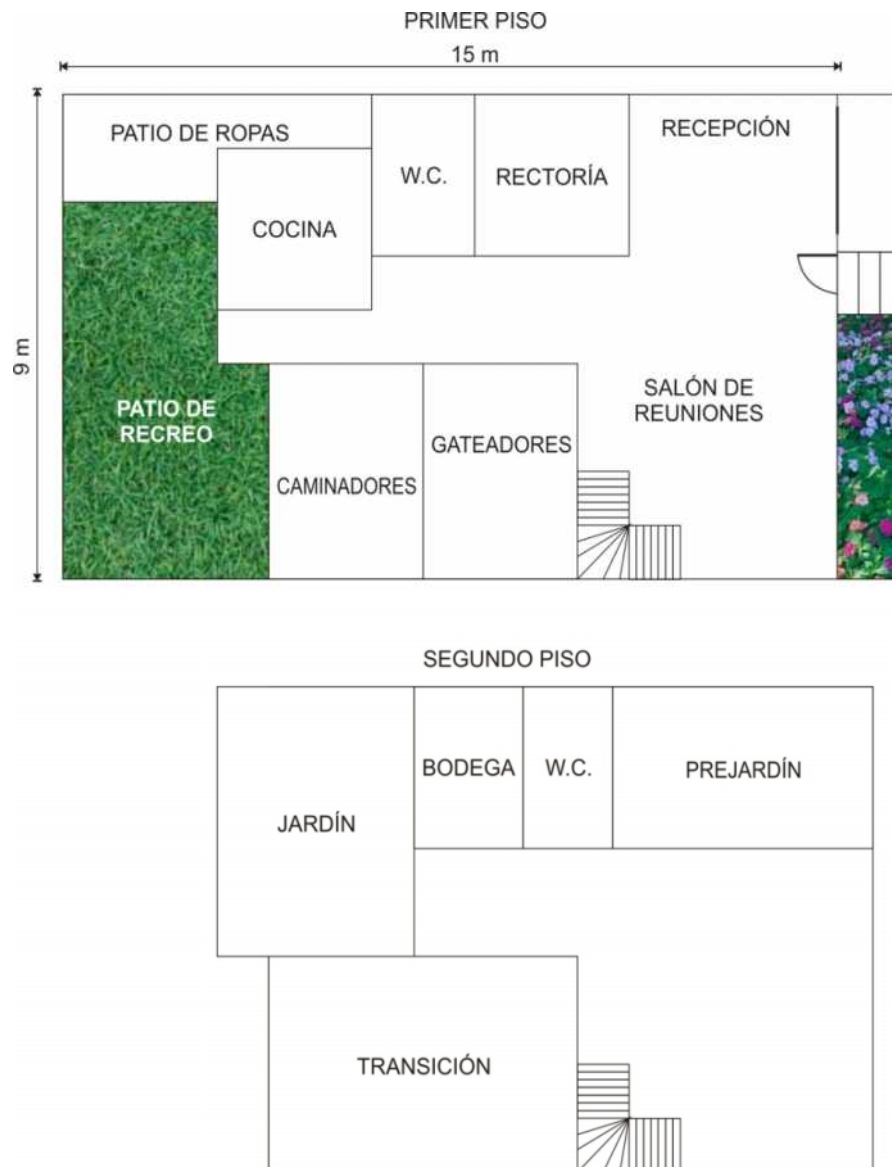 PRIMER PISO
15 m
9 m
PATIO DE ROPAS
W.C.
RECTORÍA
RECEPCIÓN
COCINA
PATIO DE
RECREO
CAMINADORES
GATEADORES
SALÓN DE
REUNIONES
SEGUNDO PISO
JARDÍN
BODEGA
W.C.
PREJARDÍN
TRANSICIÓN